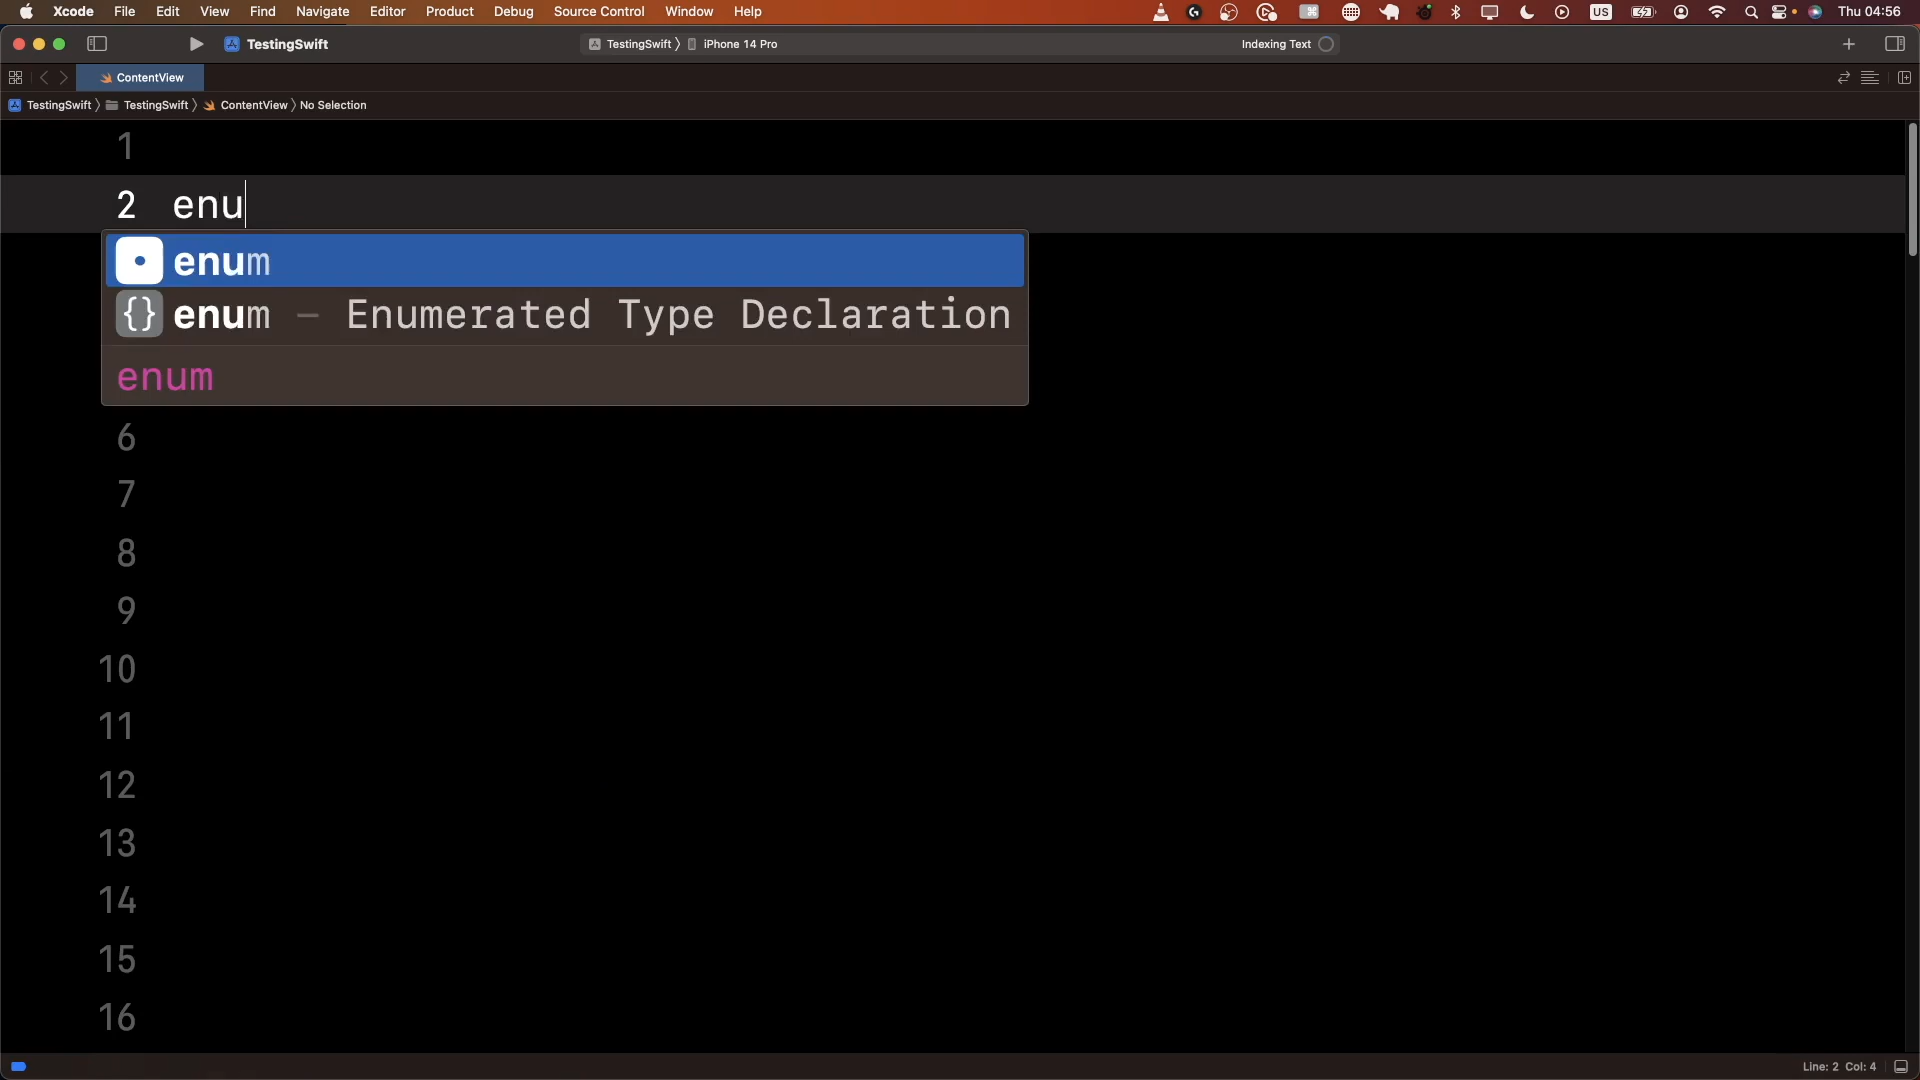 Xcode File Edit View Find Navigate Editor Product Debug Source Control Window Help US Thu 04:56
TestingSwift TestingSwift 〉 iPhone 14 Pro Indexing Text
ContentView
TestingSwift 〉 TestingSwift 〉 ContentView 〉 No Selection
1
2 enu
enum
{} enum — Enumerated Type Declaration
enum
6
7
8
9
10
11
12
13
14
15
16
Line: 2 Col: 4